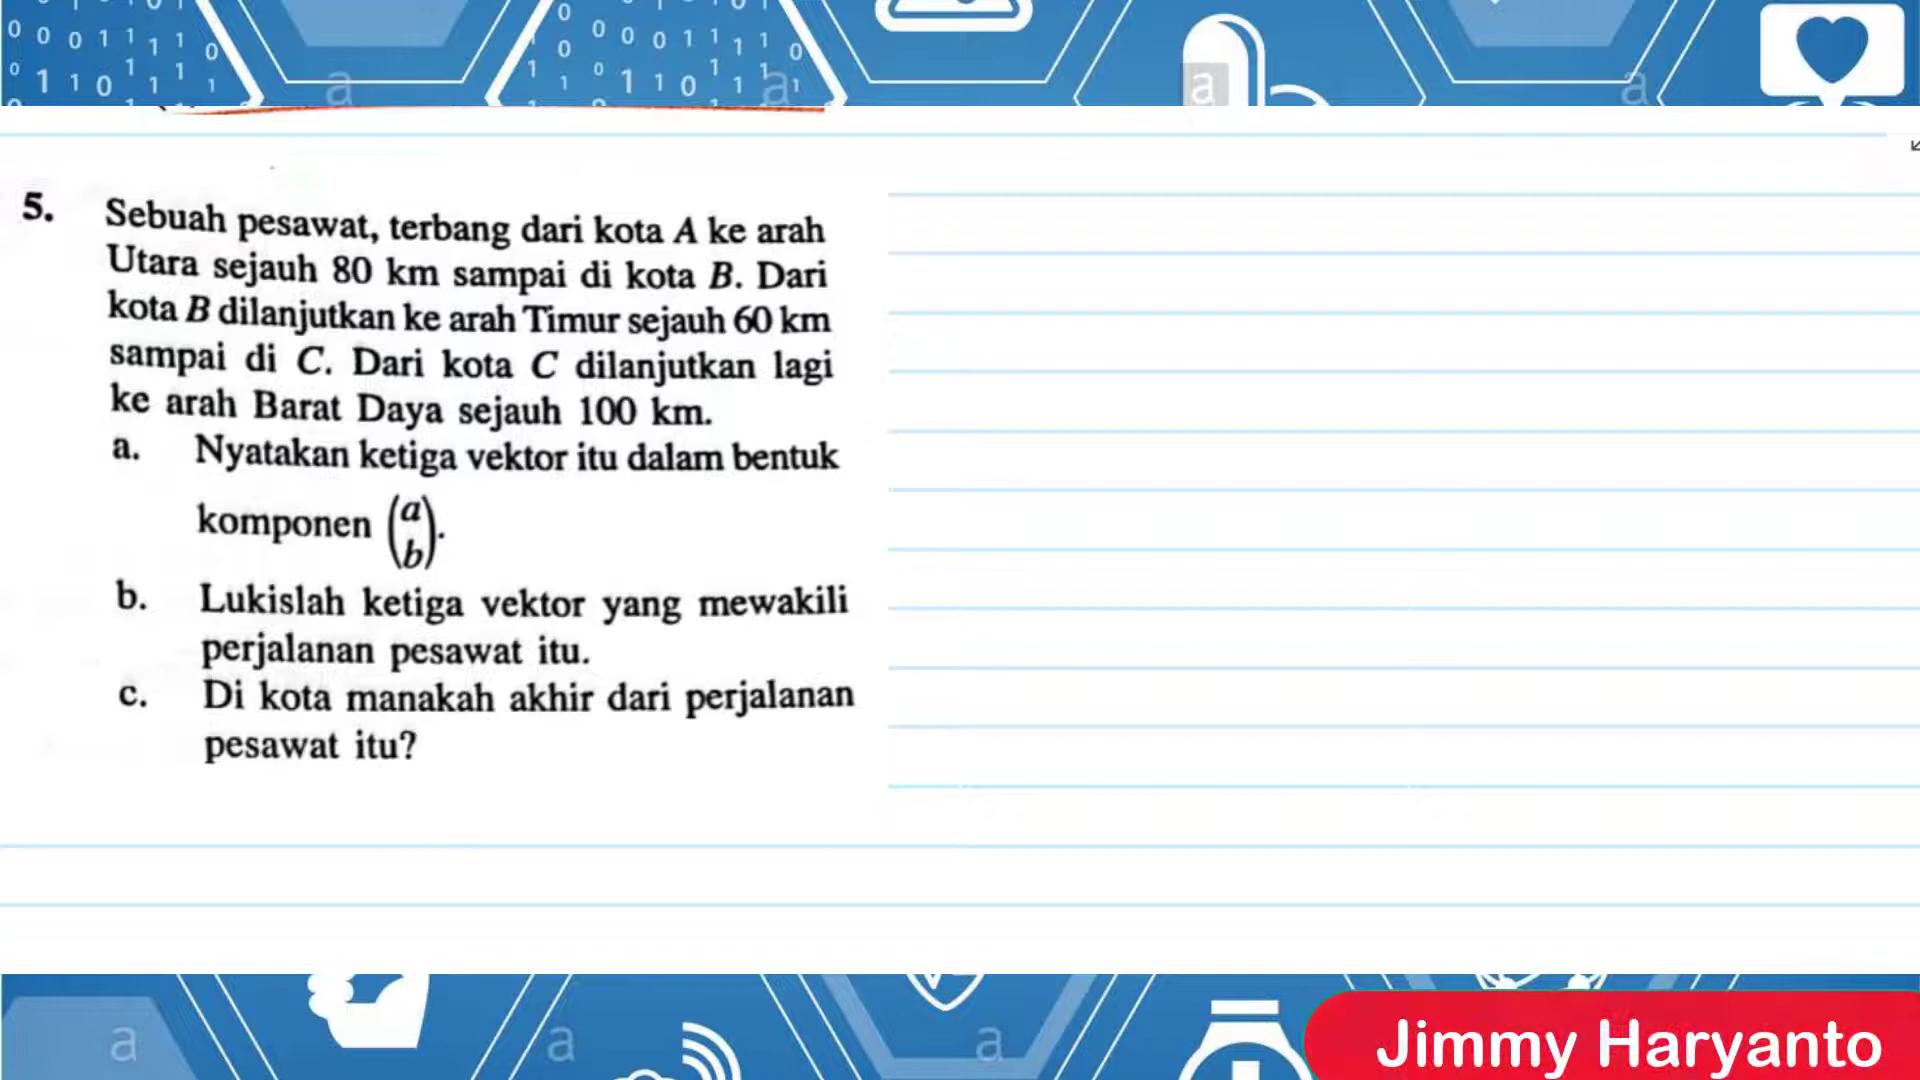 5. Sebuah pesawat, terbang dari kota A ke arah
Utara sejauh 80 km sampai di kota B. Dari
kota B dilanjutkan ke arah Timur sejauh 60 km
sampai di C. Dari kota C dilanjutkan lagi
ke arah Barat Daya sejauh 100 km.
a. Nyatakan ketiga vektor itu dalam bentuk
komponen (a b).
b. Lukislah ketiga vektor yang mewakili
perjalanan pesawat itu.
c. Di kota manakah akhir dari perjalanan
pesawat itu?
Jimmy Haryanto